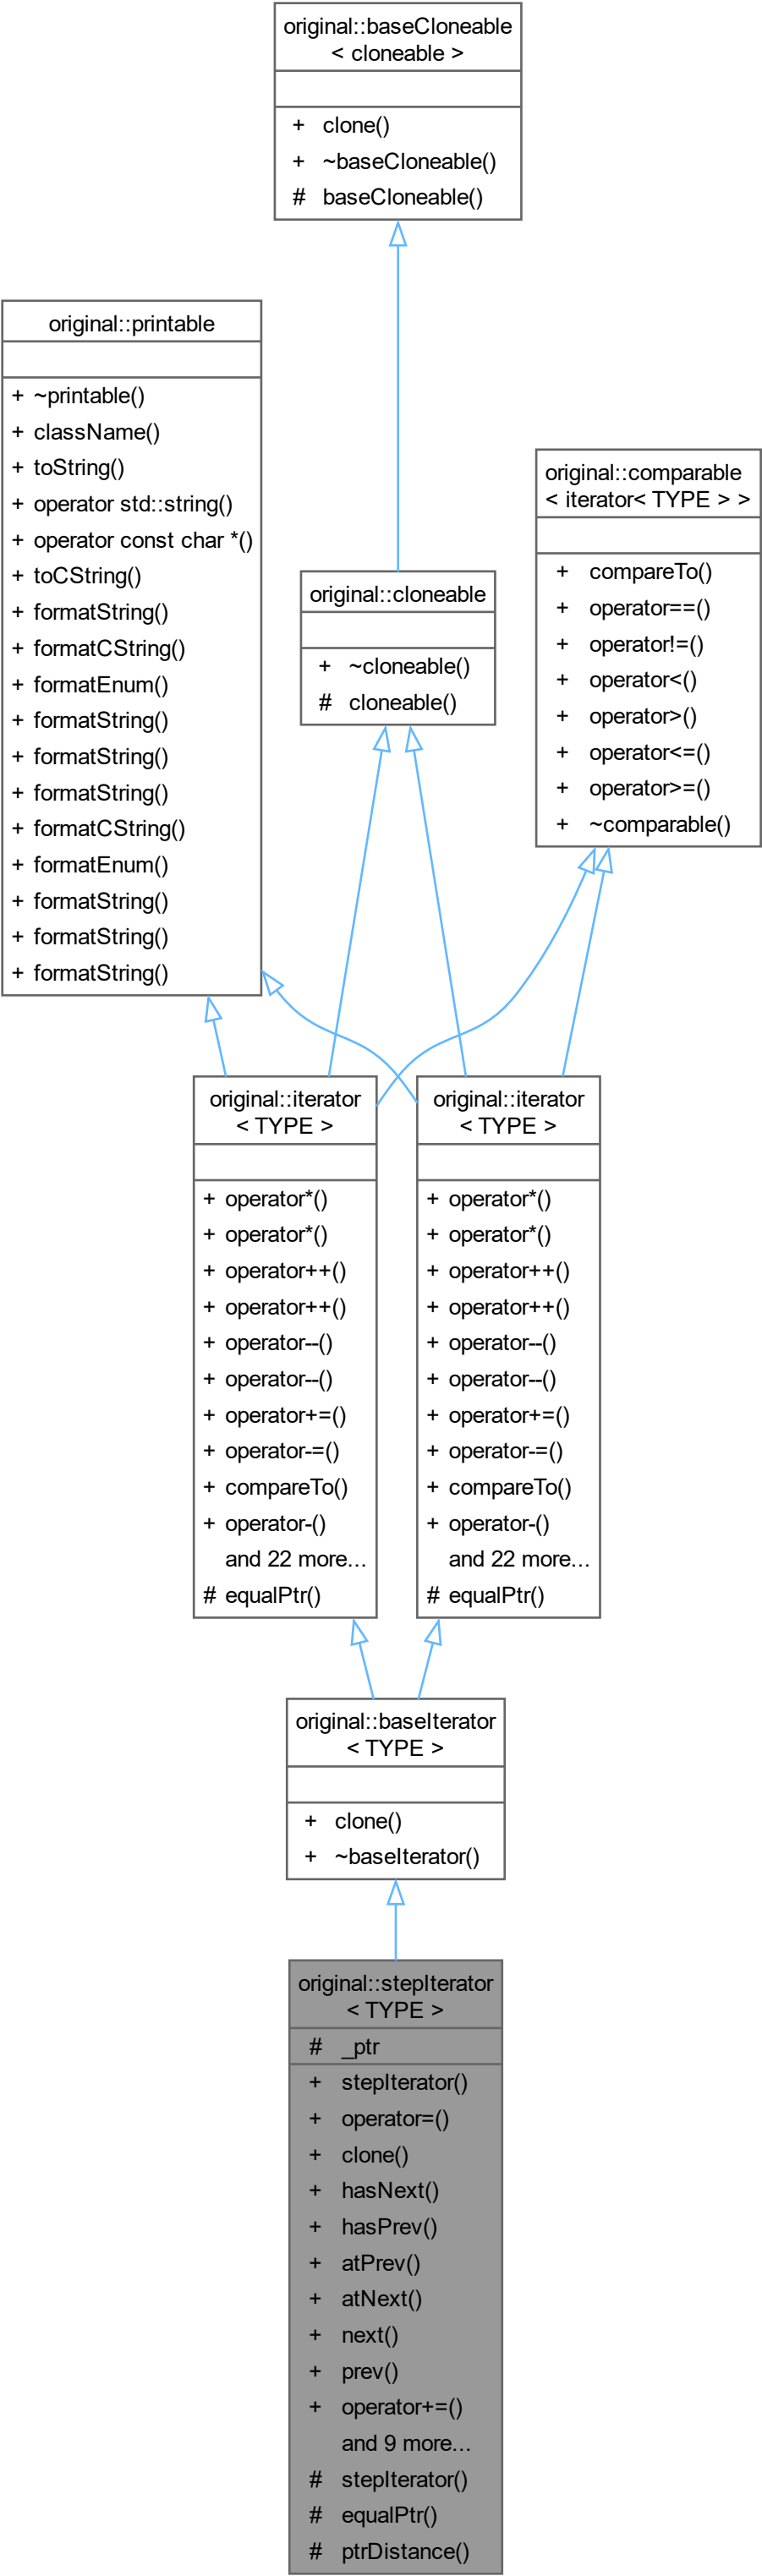 original::baseCloneable
< cloneable >
+ clone()
+ ~baseCloneable()
# baseCloneable()
original::printable
+ ~printable()
+ className()
+ toString()
+ operator std::string()
+ operator const char *()
+ toCString()
+ formatString()
+ formatCString()
+ formatEnum()
+ formatString()
+ formatString()
+ formatString()
+ formatCString()
+ formatEnum()
+ formatString()
+ formatString()
+ formatString()
original::cloneable
+ ~cloneable()
# cloneable()
original::comparable
< iterator< TYPE > >
+ compareTo()
+ operator==()
+ operator!=()
+ operator<()
+ operator>()
+ operator<=()
+ operator>=()
+ ~comparable()
original::iterator
< TYPE >
+ operator*()
+ operator*()
+ operator++()
+ operator++()
+ operator--()
+ operator--()
+ operator+=()
+ operator-=()
+ compareTo()
+ operator-()
and 22 more...
# equalPtr()
original::iterator
< TYPE >
+ operator*()
+ operator*()
+ operator++()
+ operator++()
+ operator--()
+ operator--()
+ operator+=()
+ operator-=()
+ compareTo()
+ operator-()
and 22 more...
# equalPtr()
original::baseIterator
< TYPE >
+ clone()
+ ~baseIterator()
original::stepIterator
< TYPE >
# _ptr
+ stepIterator()
+ operator=()
+ clone()
+ hasNext()
+ hasPrev()
+ atPrev()
+ atNext()
+ next()
+ prev()
+ operator+=()
and 9 more...
# stepIterator()
# equalPtr()
# ptrDistance()